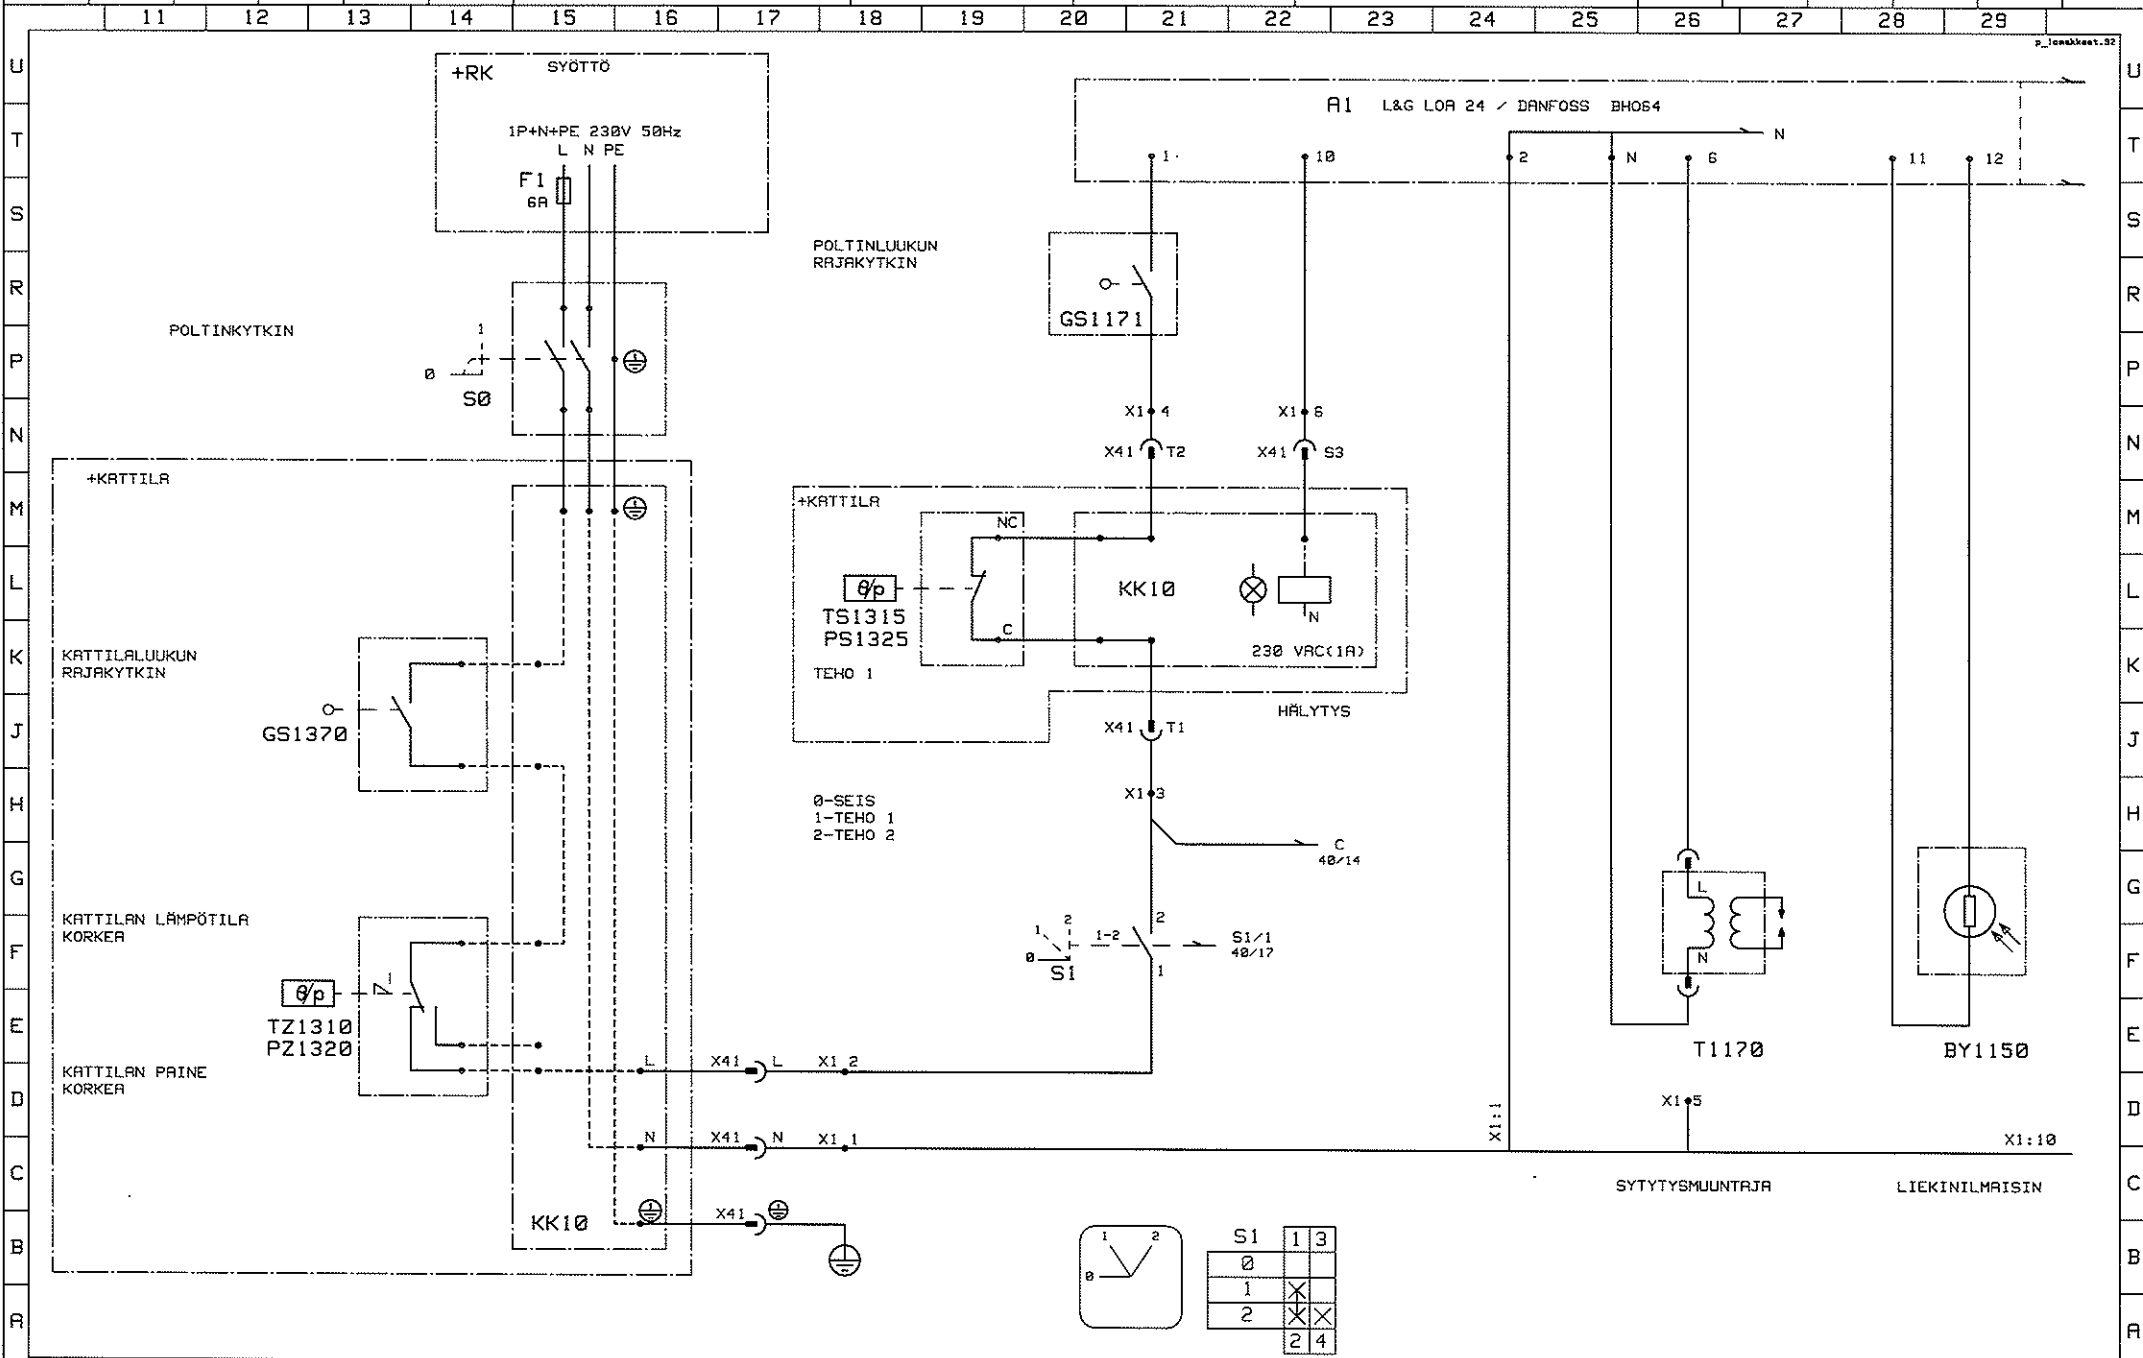 11 12 13 14 15 16 17 18 19 20 21 22 23 24 25 26 27 28 29
U
T
S
R
P
N
M
L
K
J
H
G
F
E
D
C
B
A
U
T
S
R
P
N
M
L
K
J
H
G
F
E
D
C
B
A
+RK SYÖTTÖ
1P+N+PE 230V 50Hz
L N PE
F1
6A
POLTINKYTKIN
1
0
S0
+KATTILA
KATTILALUUKUN
RAJAKYTKIN
GS1370
KATTILAN LÄMPÖTILA
KORKEA
θ/p
TZ1310
PZ1320
KATTILAN PAINE
KORKEA
L X41 L X1 2
N X41 N X1 1
X41
KK10
A1 L&G LOA 24 / DANFOSS BHO64
N
1 10 2 N 6 11 12
POLTINLUUKUN
RAJAKYTKIN
GS1171
X1 4 X1 6
X41 T2 X41 S3
+KATTILA
NC
θ/p
TS1315
PS1325
C
TEHO 1
KK10
N
230 VAC(1A)
HÄLYTYS
X41 T1
X1 3
0-SEIS
1-TEHO 1
2-TEHO 2
C
40/14
2
1
0
S1
1-2
2
1
S1/1
40/17
L
N
T1170
BY1150
X1:1
X1 5
X1:10
SYTYTYSMUUNTAJA
LIEKINILMAISIN
1 2
0
S1 1 3
0
1 X
2 X X
2 4